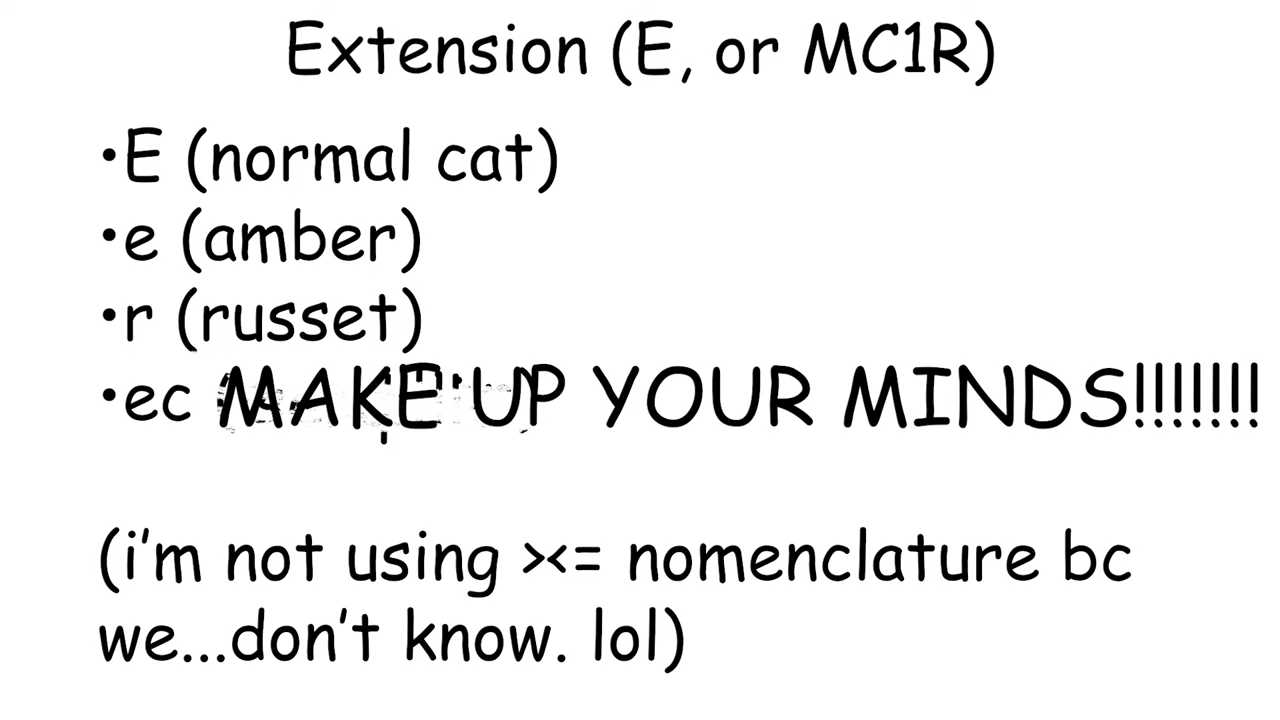 Extension (E, or MC1R)
•E (normal cat)
•e (amber)
•r (russet)
•ec MAKE UP YOUR MINDS!!!!!!!
(i'm not using ><= nomenclature bc
we...don't know. lol)